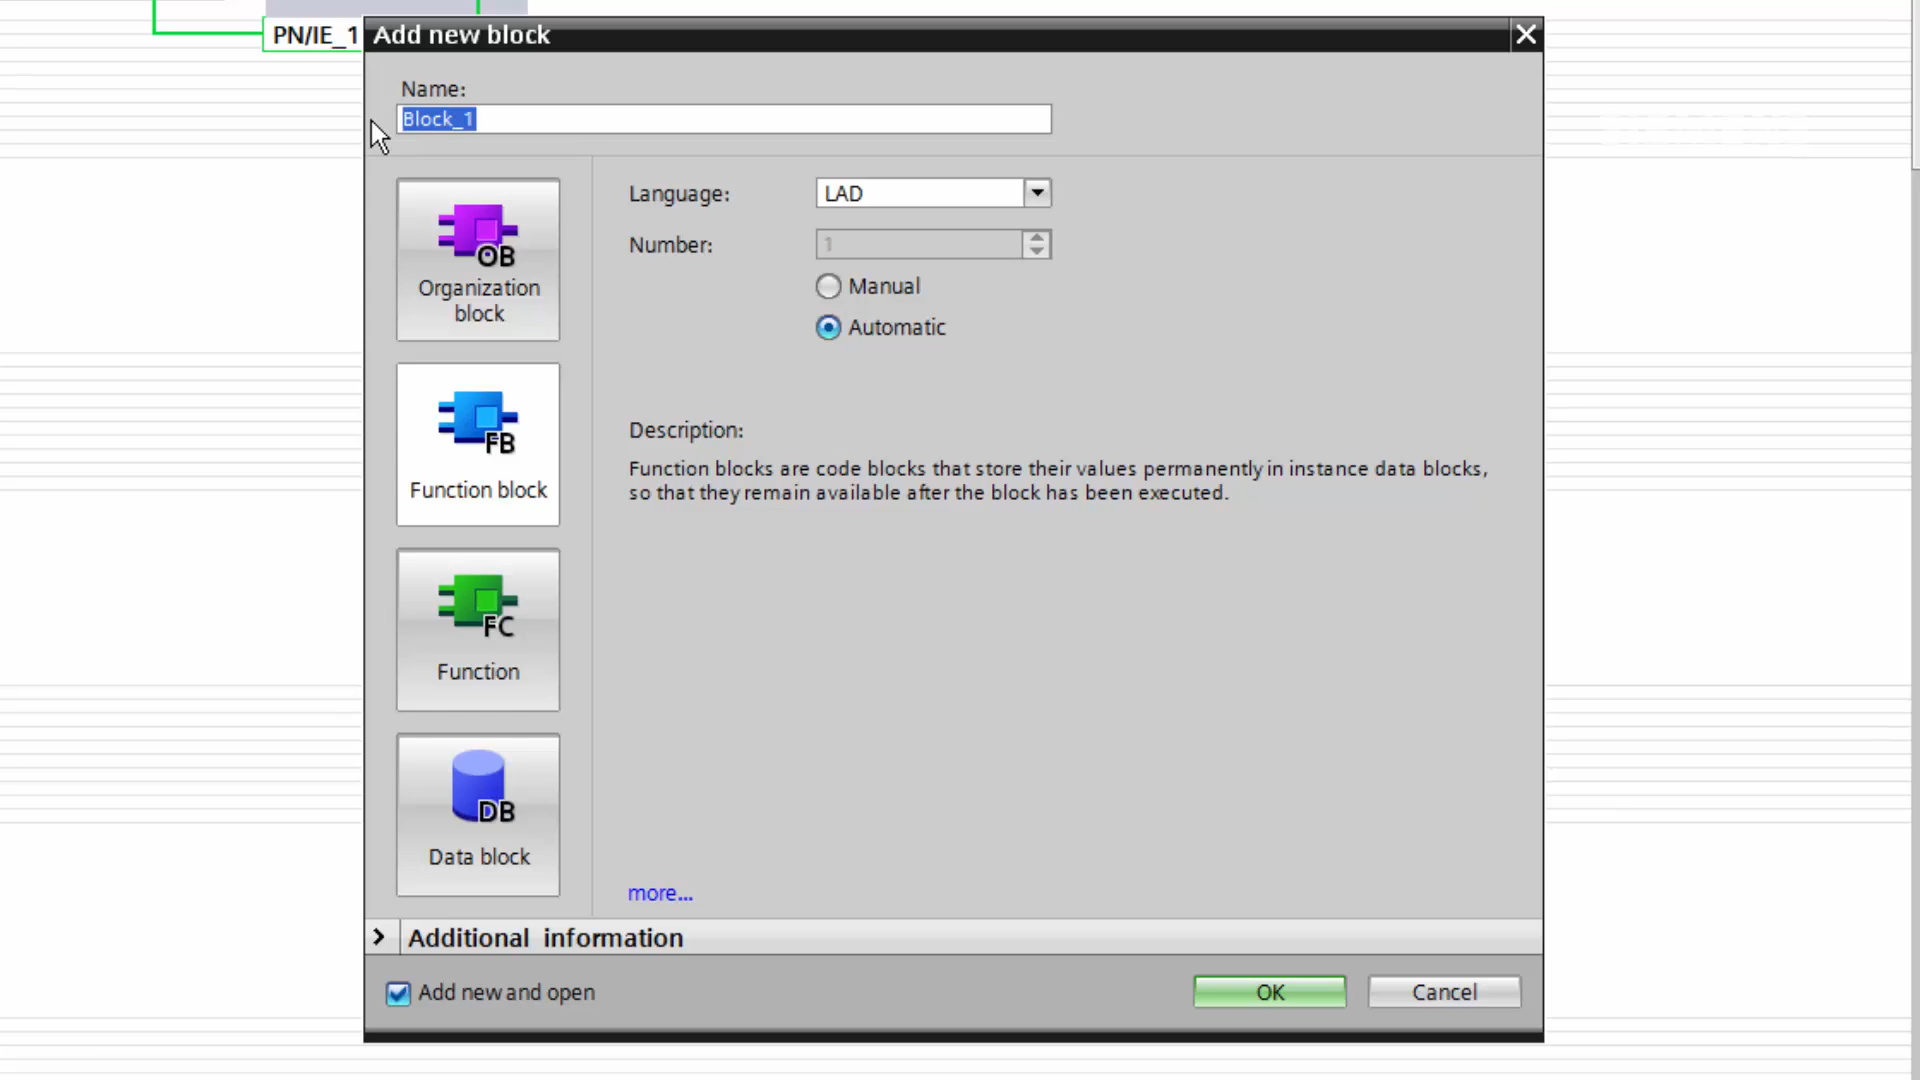 PN/IE_1
Add new block
Name:
Block_1
OB
Organization
block
FB
Function block
FC
Function
DB
Data block
Language:
LAD
Number:
1
Manual
Automatic
Description:
Function blocks are code blocks that store their values permanently in instance data blocks,
so that they remain available after the block has been executed.
more...
Additional information
Add new and open
OK
Cancel